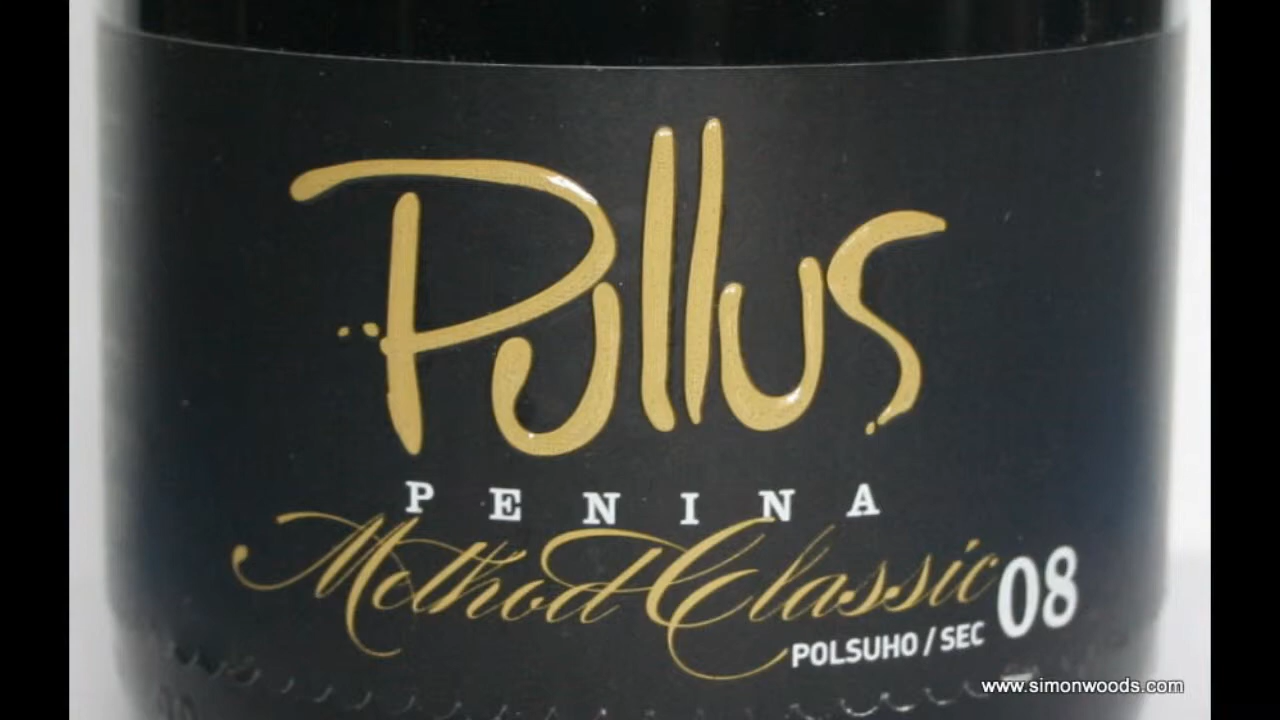 Pullus
PENINA
Method Classic
08
POLSUHO / SEC
www.simonwoods.com